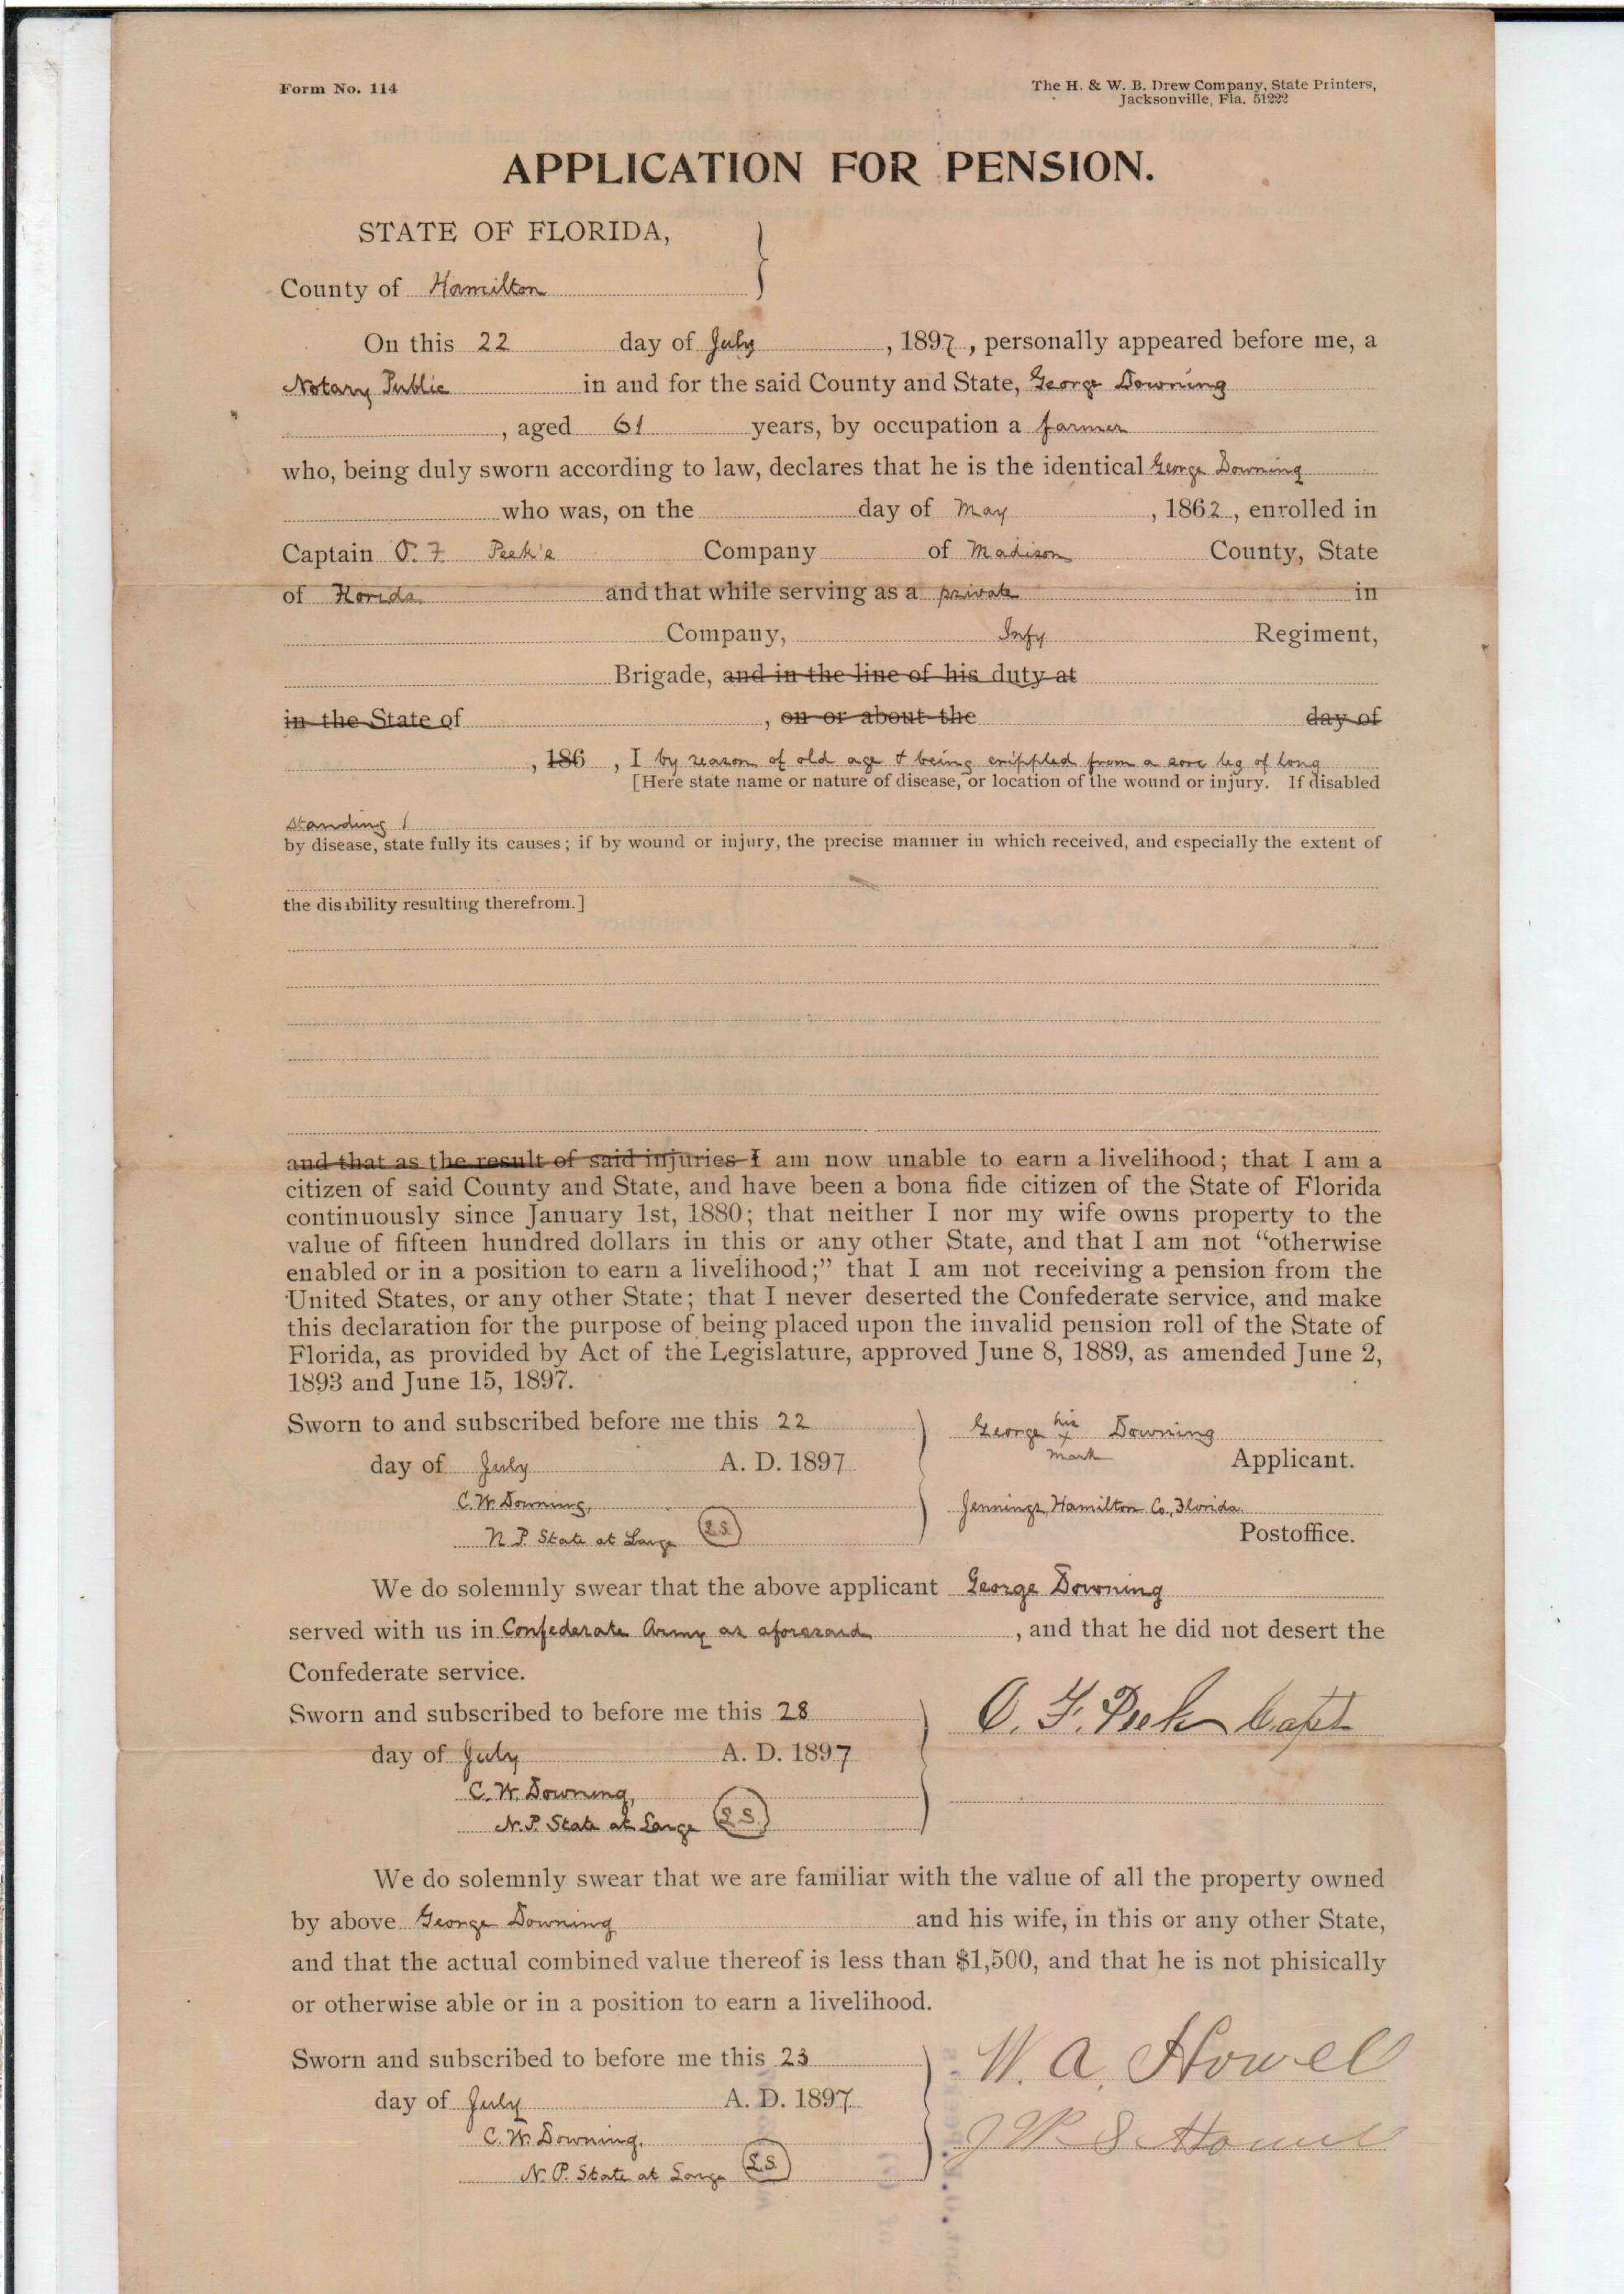 Form No. 114
The H. & W. B. Drew Company, State Printers,
Jacksonville, Fla. 51222
APPLICATION FOR PENSION.
STATE OF FLORIDA,
County of Hamilton
On this 22 day of July , 1897, personally appeared before me, a
Notary Public in and for the said County and State, George Downing
, aged 61 years, by occupation a farmer
who, being duly sworn according to law, declares that he is the identical George Downing
who was, on the day of May , 1862, enrolled in
Captain O. F. Peek's Company of Madison County, State
of Florida and that while serving as a private in
Company, Infy Regiment,
Brigade, and in the line of his duty at
in the State of , on or about the day of
, 186 , I by reason of old age & being crippled from a sore leg of long
[Here state name or nature of disease, or location of the wound or injury. If disabled
standing
by disease, state fully its causes; if by wound or injury, the precise manner in which received, and especially the extent of
the disability resulting therefrom.]
and that as the result of said injuries I am now unable to earn a livelihood; that I am a
citizen of said County and State, and have been a bona fide citizen of the State of Florida
continuously since January 1st, 1880; that neither I nor my wife owns property to the
value of fifteen hundred dollars in this or any other State, and that I am not “otherwise
enabled or in a position to earn a livelihood;” that I am not receiving a pension from the
United States, or any other State; that I never deserted the Confederate service, and make
this declaration for the purpose of being placed upon the invalid pension roll of the State of
Florida, as provided by Act of the Legislature, approved June 8, 1889, as amended June 2,
1893 and June 15, 1897.
Sworn to and subscribed before me this 22
day of July A. D. 1897
C. W. Downing,
N. P. State at Large L.S.
George his x mark Downing
Applicant.
Jennings, Hamilton Co., Florida.
Postoffice.
We do solemnly swear that the above applicant George Downing
served with us in Confederate Army as aforesaid , and that he did not desert the
Confederate service.
Sworn and subscribed to before me this 28
day of July A. D. 1897
C. W. Downing,
N. P. State at Large L.S.
O. F. Peek Capt
We do solemnly swear that we are familiar with the value of all the property owned
by above George Downing and his wife, in this or any other State,
and that the actual combined value thereof is less than $1,500, and that he is not phisically
or otherwise able or in a position to earn a livelihood.
Sworn and subscribed to before me this 23
day of July A. D. 1897
C. W. Downing.
N. P. State at Large L.S.
W. A. Howell
Howell